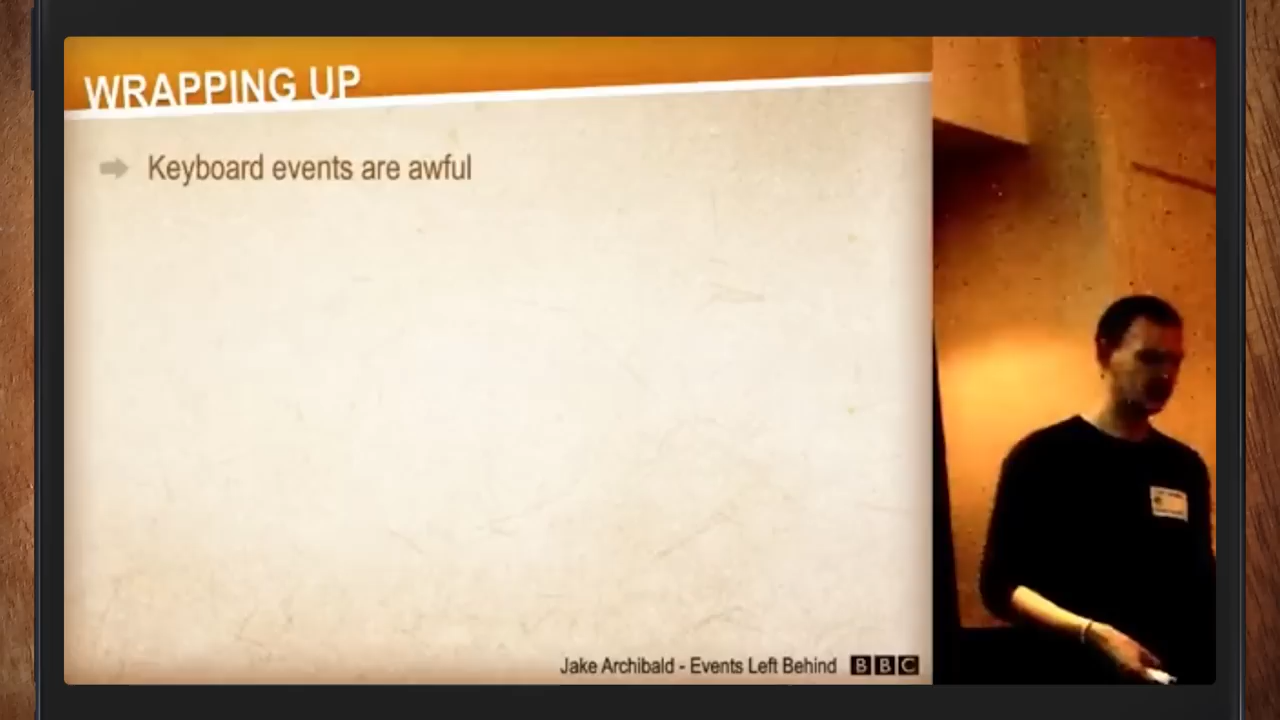 WRAPPING UP
Keyboard events are awful
Jake Archibald - Events Left Behind BBC